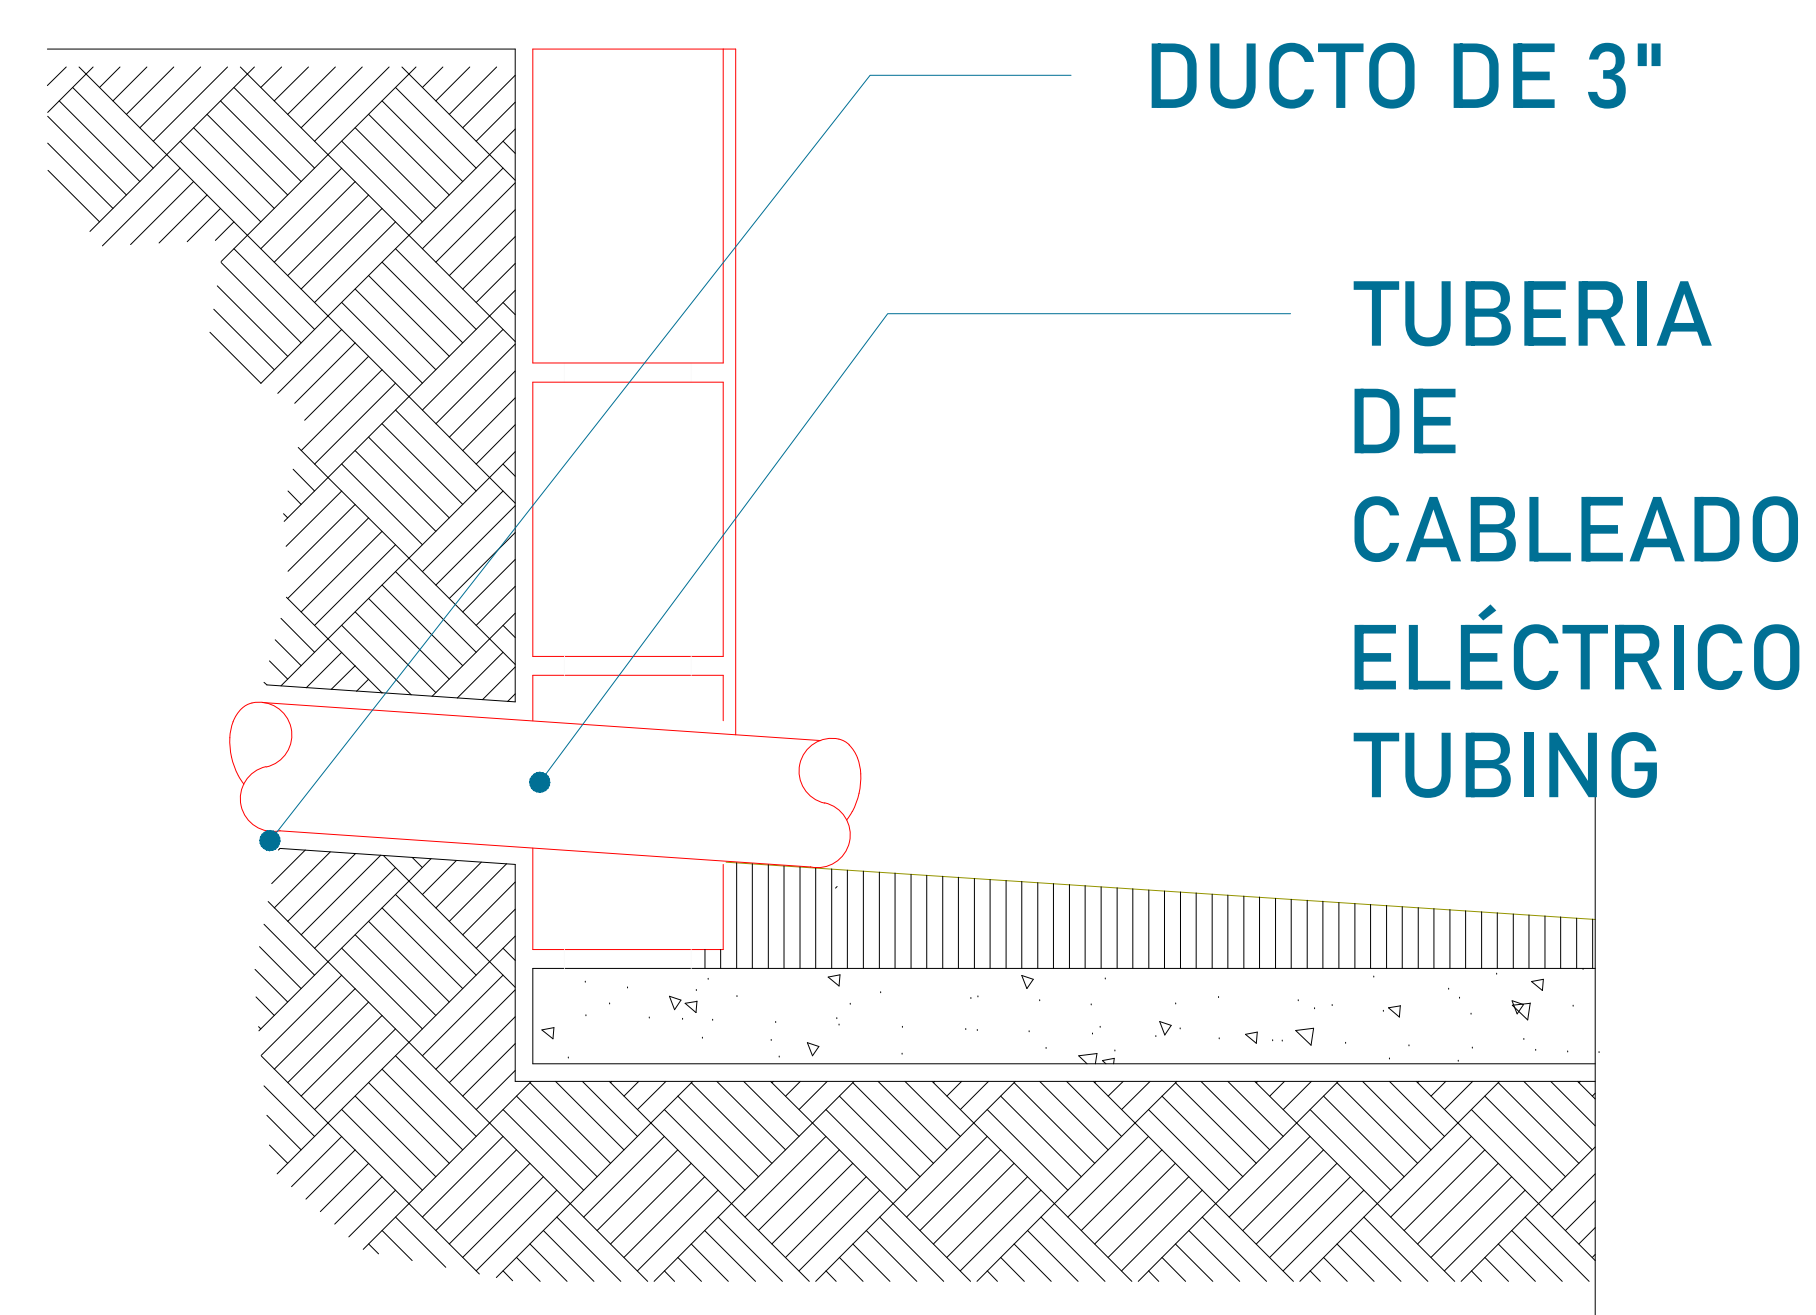 DUCTO DE 3"
TUBERIA
DE
CABLEADO
ELÉCTRICO
TUBING